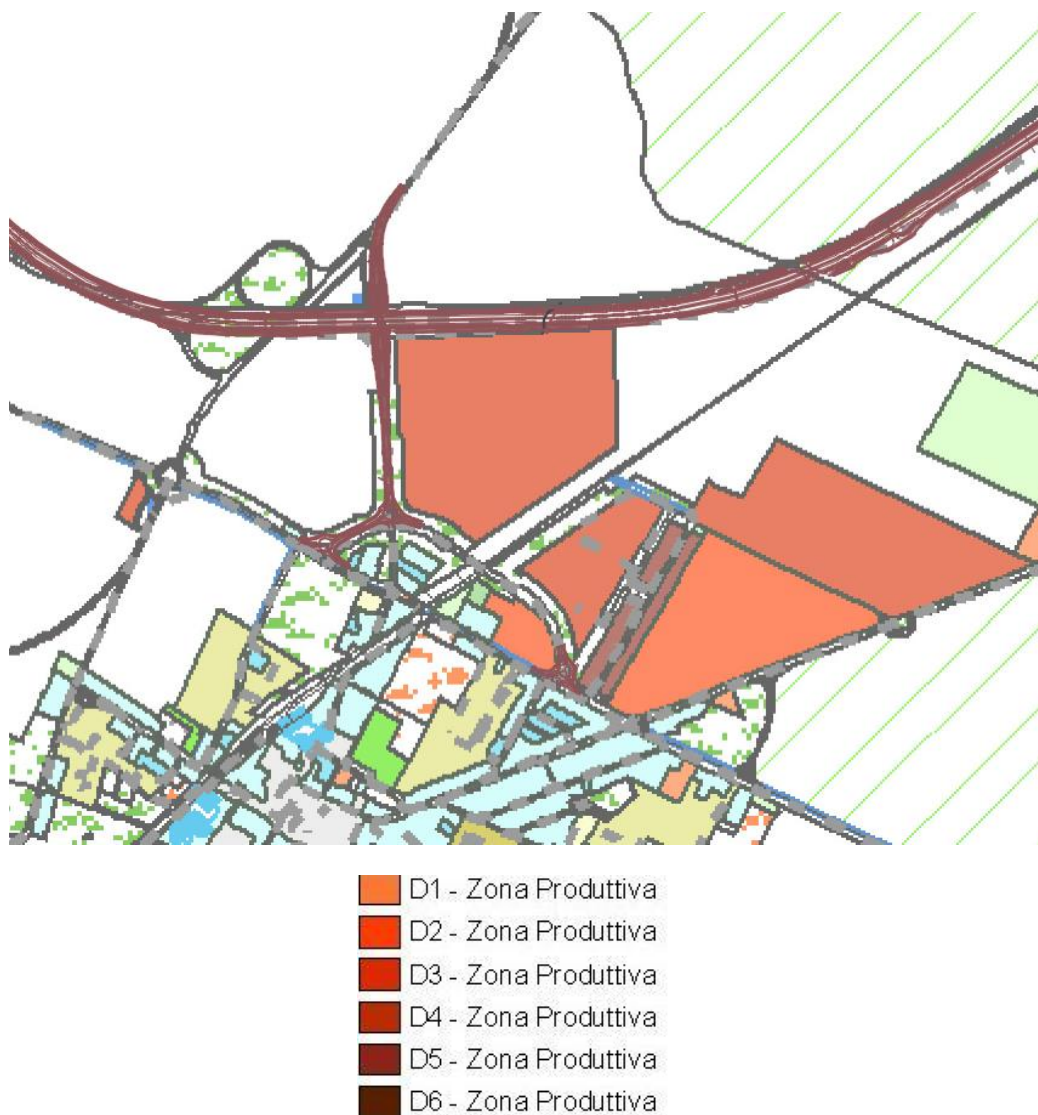 D1 - Zona Produttiva
D2 - Zona Produttiva
D3 - Zona Produttiva
D4 - Zona Produttiva
D5 - Zona Produttiva
D6 - Zona Produttiva